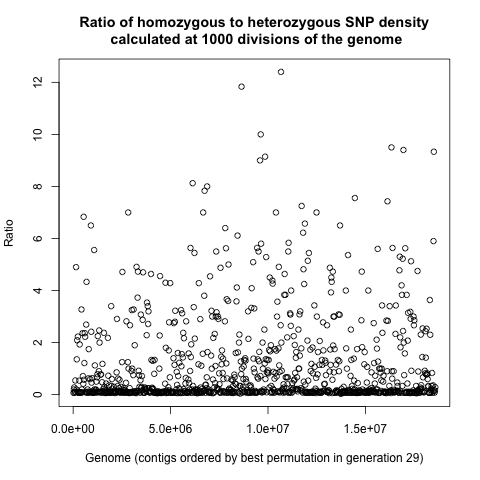 Ratio of homozygous to heterozygous SNP density
calculated at 1000 divisions of the genome
12
10
8
6
4
2
0
Ratio
0.0e+00 5.0e+06 1.0e+07 1.5e+07
Genome (contigs ordered by best permutation in generation 29)